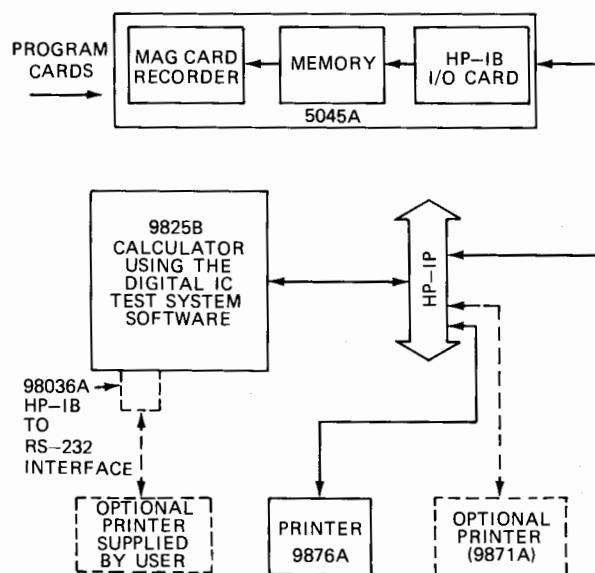 PROGRAM
CARDS
MAG CARD
RECORDER
MEMORY
HP-IB
I/O CARD
5045A
9825B
CALCULATOR
USING THE
DIGITAL IC
TEST SYSTEM
SOFTWARE
HP-IP
98036A
HP-IB
TO
RS-232
INTERFACE
OPTIONAL
PRINTER
SUPPLIED
BY USER
PRINTER
9876A
OPTIONAL
PRINTER
(9871A)